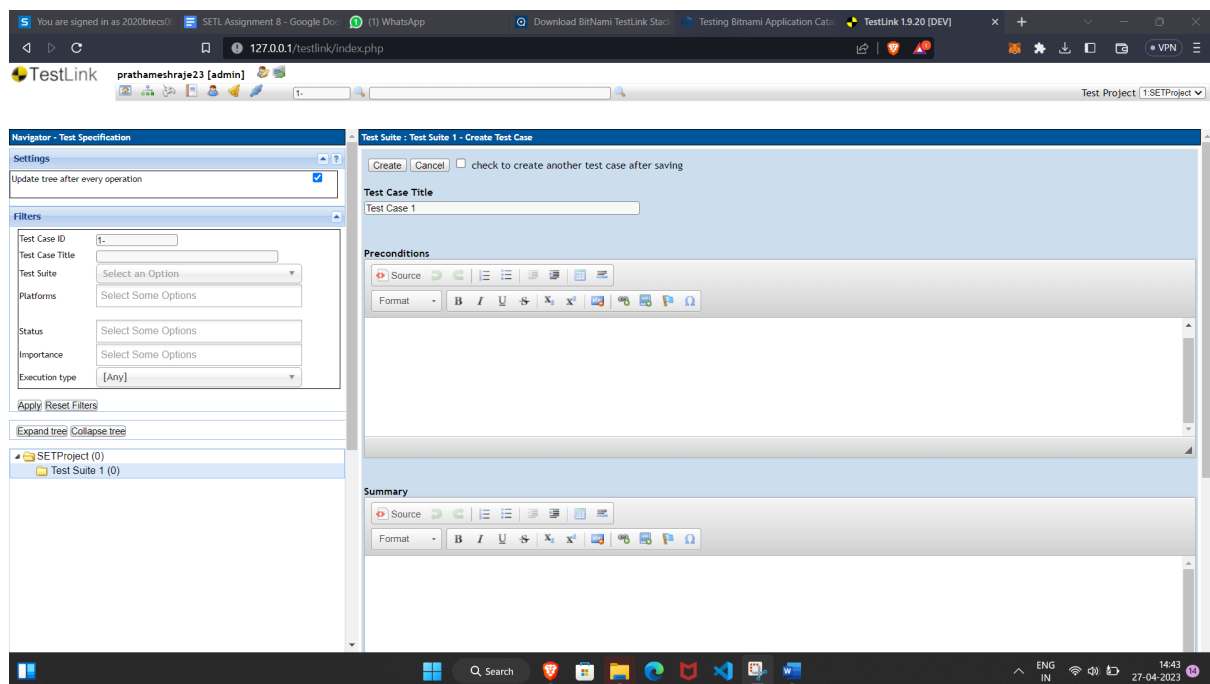 You are signed in as 2020btecs00
SETL Assignment 8 - Google Doc
(1) WhatsApp
Download BitNami TestLink Stack
Testing Bitnami Application Catal
TestLink 1.9.20 [DEV]
127.0.0.1/testlink/index.php
VPN
TestLink
prathameshraje23 [admin]
1-
Test Project 1:SETProject
Navigator - Test Specification
Settings
Update tree after every operation
Filters
Test Case ID 1-
Test Case Title
Test Suite Select an Option
Platforms Select Some Options
Status Select Some Options
Importance Select Some Options
Execution type [Any]
Apply Reset Filters
Expand tree Collapse tree
SETProject (0)
Test Suite 1 (0)
Test Suite : Test Suite 1 - Create Test Case
Create Cancel check to create another test case after saving
Test Case Title
Test Case 1
Preconditions
Source
Format B I U S X₂ x² Ω
Summary
Source
Format B I U S X₂ x² Ω
Search
ENG
IN
14:43
27-04-2023
14